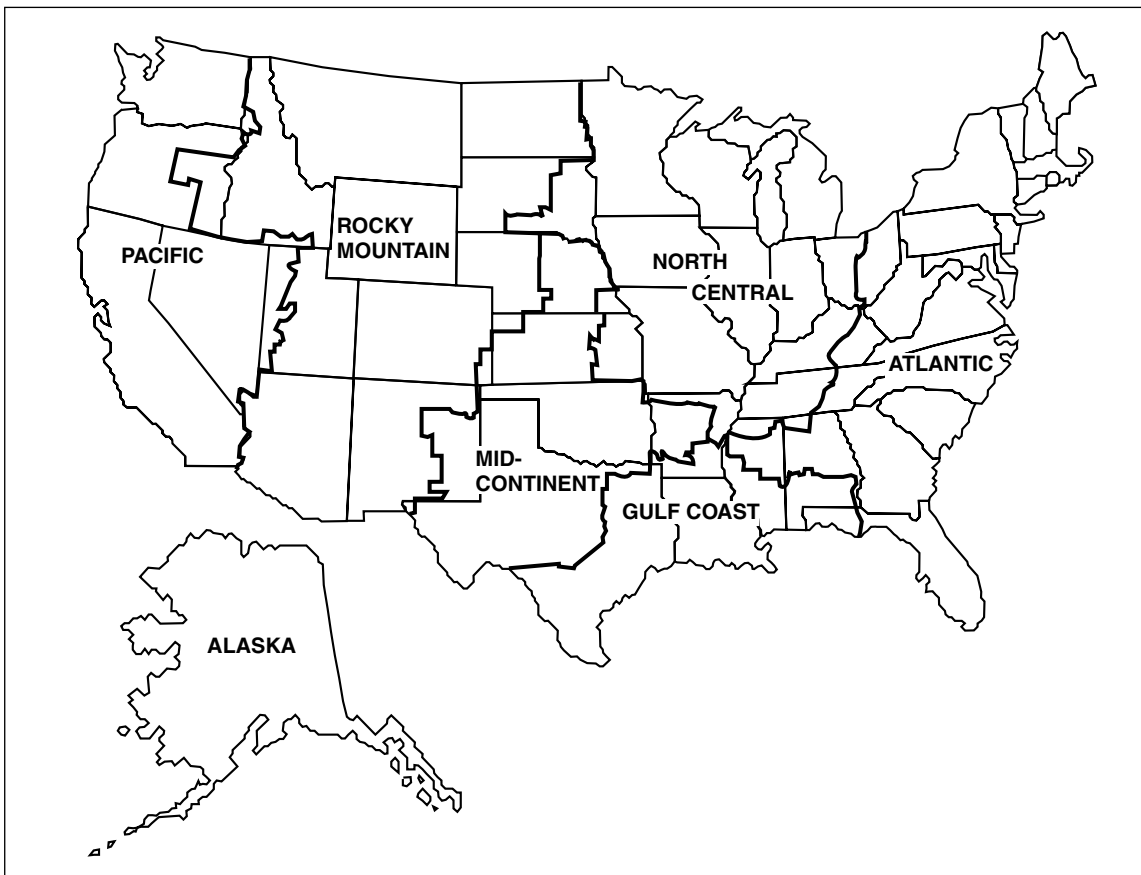 PACIFIC
ROCKY
MOUNTAIN
NORTH
CENTRAL
ATLANTIC
MID-
CONTINENT
GULF COAST
ALASKA